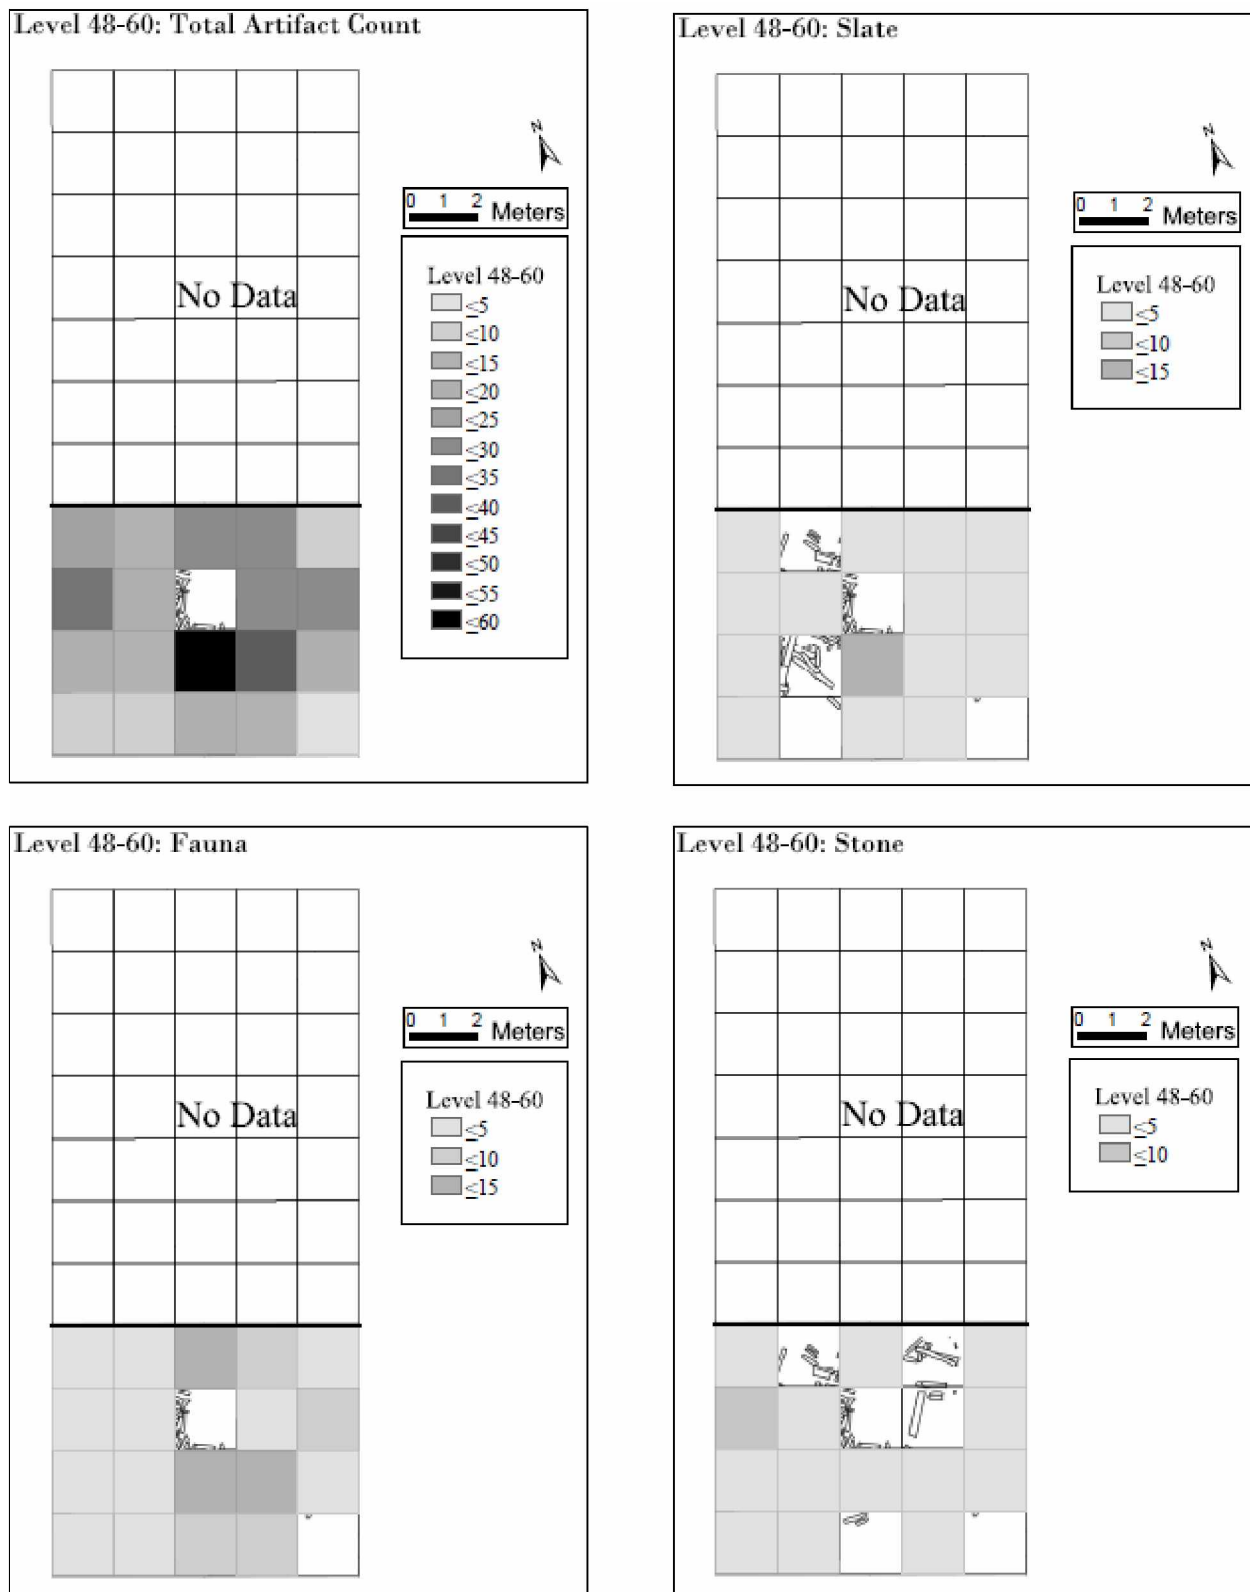 Level 48-60: Total Artifact Count
N
0 1 2 Meters
No Data
Level 48-60
≤5
≤10
≤15
≤20
≤25
≤30
≤35
≤40
≤45
≤50
≤55
≤60
Level 48-60: Slate
N
0 1 2 Meters
No Data
Level 48-60
≤5
≤10
≤15
Level 48-60: Fauna
N
0 1 2 Meters
No Data
Level 48-60
≤5
≤10
≤15
Level 48-60: Stone
N
0 1 2 Meters
No Data
Level 48-60
≤5
≤10